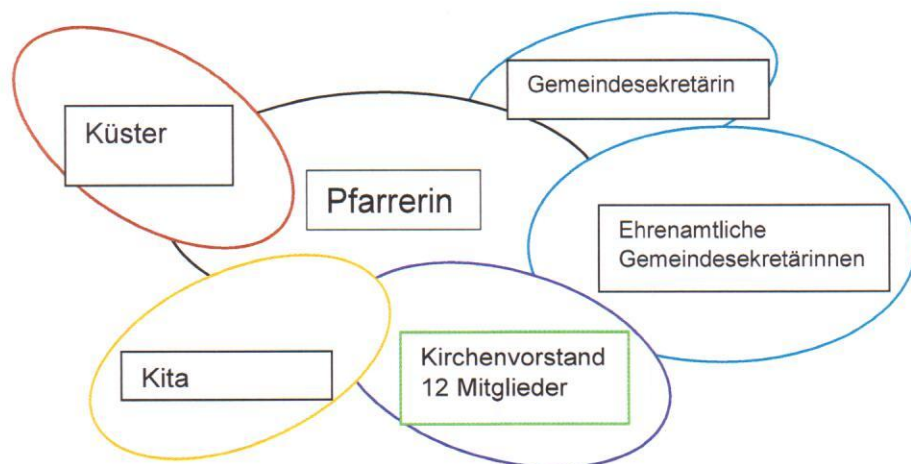 Gemeindesekretärin
Küster
Pfarrerin
Ehrenamtliche
Gemeindesekretärinnen
Kita
Kirchenvorstand
12 Mitglieder